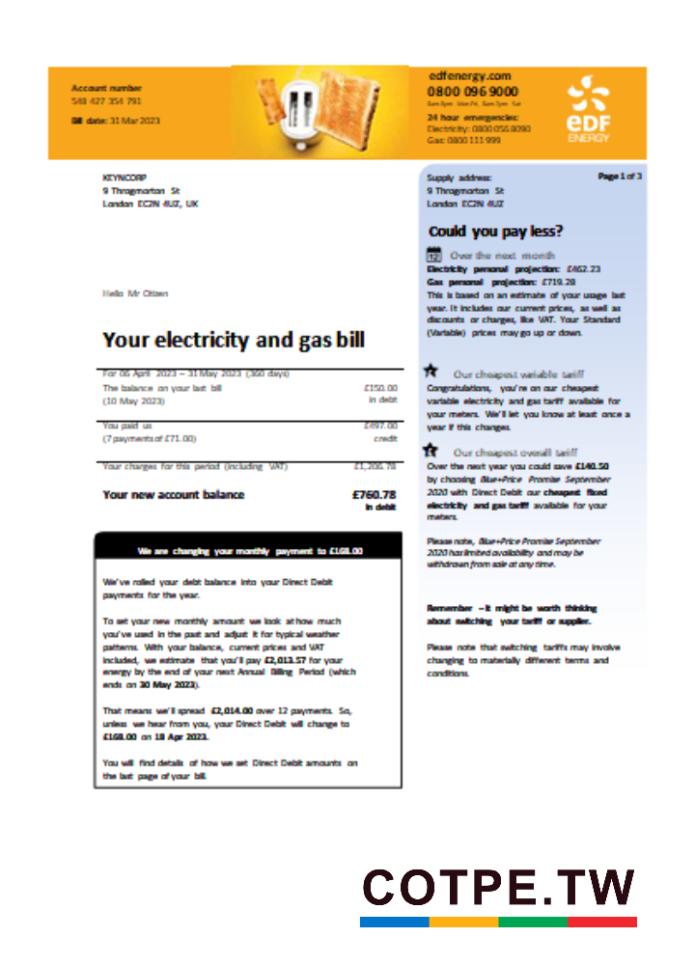 Account number
548 427 354 791
Bill date: 31 Mar 2023
edfenergy.com
0800 096 9000
8am-8pm Mon-Fri, 8am-2pm Sat
24 hour emergencies:
Electricity: 0800 056 8090
Gas: 0800 111 999
eDF
ENERGY
KEYNCORP
9 Throgmorton St
London EC2N 4UZ, UK
Hello Mr Citizen
Your electricity and gas bill
For 06 April 2023 – 31 May 2023 (360 days)
The balance on your last bill £150.00
(10 May 2023) in debt
You paid us £497.00
(7 payments of £71.00) credit
Your charges for this period (including VAT) £1,206.78
Your new account balance £760.78
in debt
We are changing your monthly payment to £168.00
We've rolled your debt balance into your Direct Debit
payments for the year.
To set your new monthly amount we look at how much
you've used in the past and adjust it for typical weather
patterns. With your balance, current prices and VAT
included, we estimate that you'll pay £2,013.57 for your
energy by the end of your next Annual Billing Period (which
ends on 30 May 2023).
That means we'll spread £2,014.00 over 12 payments. So,
unless we hear from you, your Direct Debit will change to
£168.00 on 18 Apr 2023.
You will find details of how we set Direct Debit amounts on
the last page of your bill
Supply address: Page 1 of 3
9 Throgmorton St
London EC2N 4UZ
Could you pay less?
12 Over the next month
Electricity personal projection: £462.23
Gas personal projection: £719.28
This is based on an estimate of your usage last
year. It includes our current prices, as well as
discounts or charges, like VAT. Your Standard
(Variable) prices may go up or down.
Our cheapest variable tariff
Congratulations, you're on our cheapest
variable electricity and gas tariff available for
your meters. We'll let you know at least once a
year if this changes.
Our cheapest overall tariff
Over the next year you could save £140.50
by choosing Blue+Price Promise September
2020 with Direct Debit our cheapest fixed
electricity and gas tariff available for your
meters.
Please note, Blue+Price Promise September
2020 has limited availability and may be
withdrawn from sale at any time.
Remember – it might be worth thinking
about switching your tariff or supplier.
Please note that switching tariffs may involve
changing to materially different terms and
conditions.
COTPE.TW